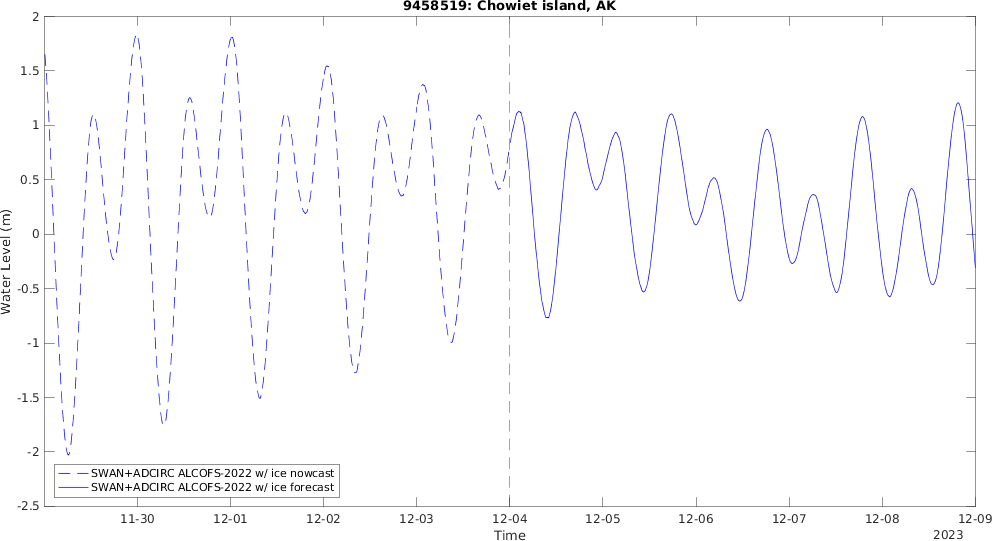 9458519: Chowiet island, AK
Water Level (m)
2
1.5
1
0.5
0
-0.5
-1
-1.5
-2
-2.5
SWAN+ADCIRC ALCOFS-2022 w/ ice nowcast
SWAN+ADCIRC ALCOFS-2022 w/ ice forecast
11-30 12-01 12-02 12-03 12-04 12-05 12-06 12-07 12-08 12-09
Time
2023